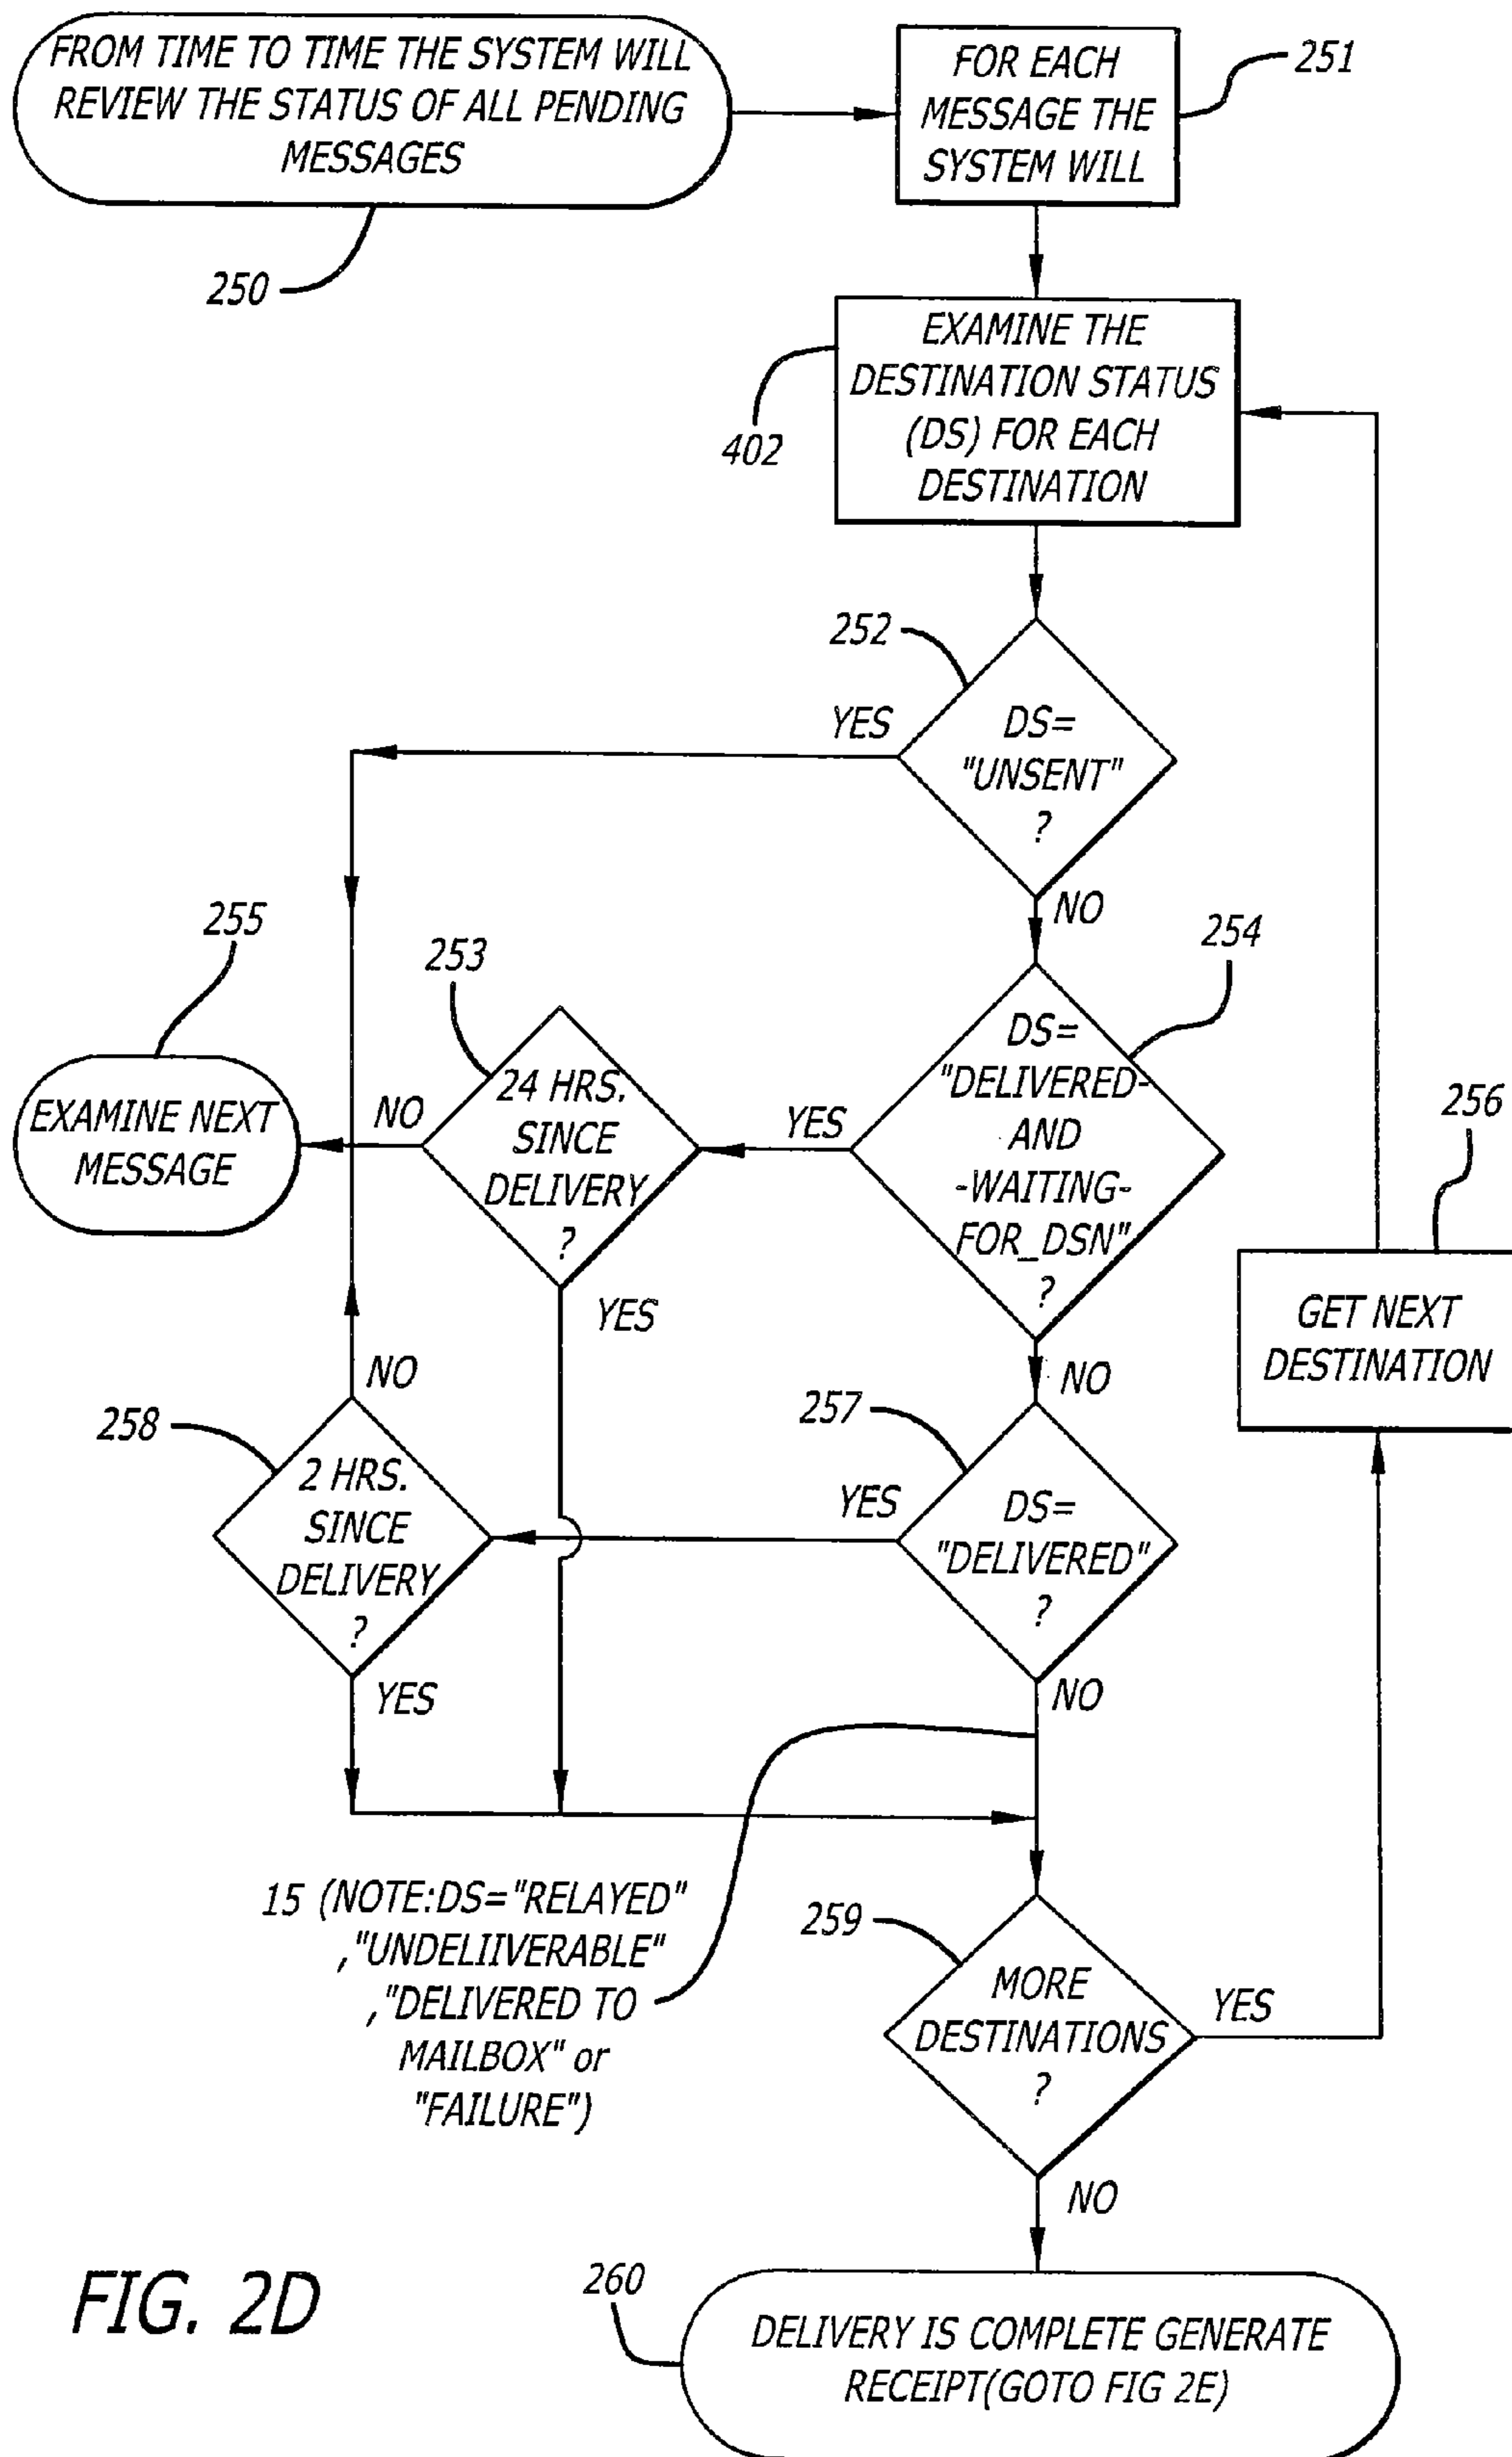 FROM TIME TO TIME THE SYSTEM WILL
REVIEW THE STATUS OF ALL PENDING
MESSAGES
250
FOR EACH
MESSAGE THE
SYSTEM WILL
251
EXAMINE THE
DESTINATION STATUS
(DS) FOR EACH
DESTINATION
402
252
YES
DS=
"UNSENT"
?
NO
255
253
254
EXAMINE NEXT
MESSAGE
NO
24 HRS.
SINCE
DELIVERY
?
YES
YES
DS=
"DELIVERED-
AND
-WAITING-
FOR_DSN"
?
NO
256
GET NEXT
DESTINATION
258
NO
2 HRS.
SINCE
DELIVERY
?
YES
257
YES
DS=
"DELIVERED"
?
NO
15 (NOTE:DS="RELAYED"
,"UNDELIIVERABLE"
,"DELIVERED TO
MAILBOX" or
"FAILURE")
259
MORE
DESTINATIONS
?
YES
NO
260
DELIVERY IS COMPLETE GENERATE
RECEIPT(GOTO FIG 2E)
FIG. 2D